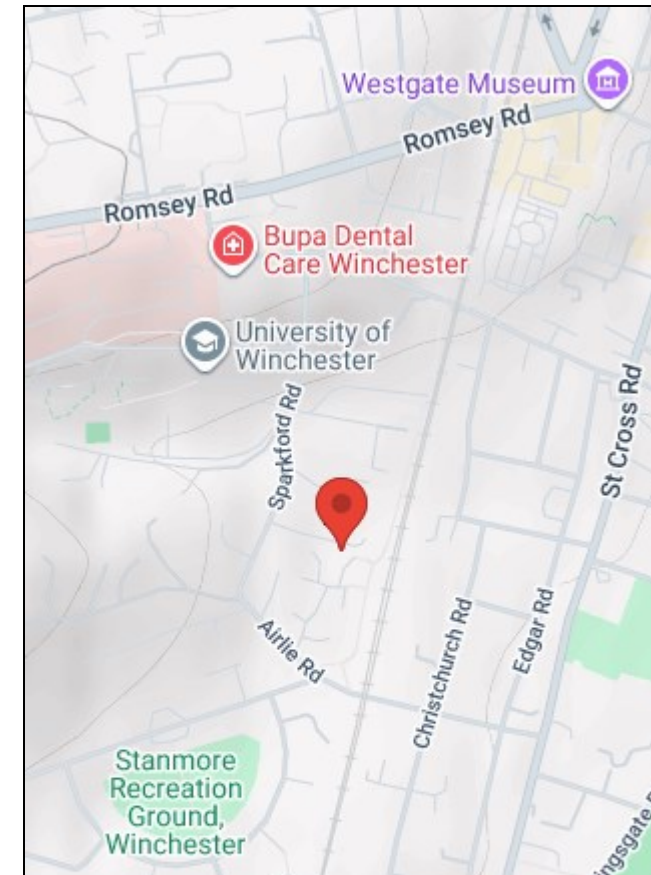 Westgate Museum
Romsey Rd
Romsey Rd
Bupa Dental
Care Winchester
University of
Winchester
Sparkford Rd
St Cross Rd
Airlie Rd
Christchurch Rd
Edgar Rd
Stanmore
Recreation
Ground,
Winchester